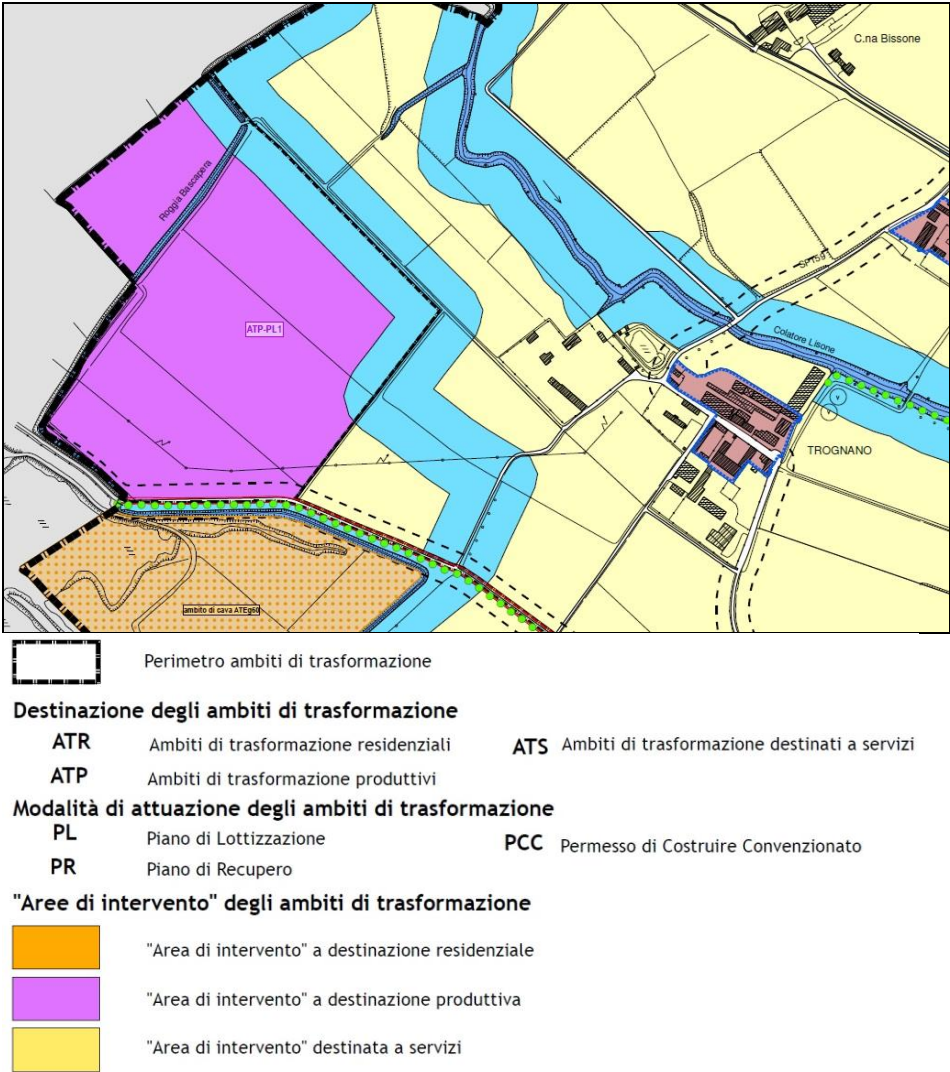 C.na Bissone
Roggia Bascapera
SP159
ATP-PL1
Colatore Lisone
V
V
TROGNANO
ambito di cava ATEg60
Perimetro ambiti di trasformazione
Destinazione degli ambiti di trasformazione
ATR Ambiti di trasformazione residenziali ATS Ambiti di trasformazione destinati a servizi
ATP Ambiti di trasformazione produttivi
Modalità di attuazione degli ambiti di trasformazione
PL Piano di Lottizzazione PCC Permesso di Costruire Convenzionato
PR Piano di Recupero
"Aree di intervento" degli ambiti di trasformazione
"Area di intervento" a destinazione residenziale
"Area di intervento" a destinazione produttiva
"Area di intervento" destinata a servizi